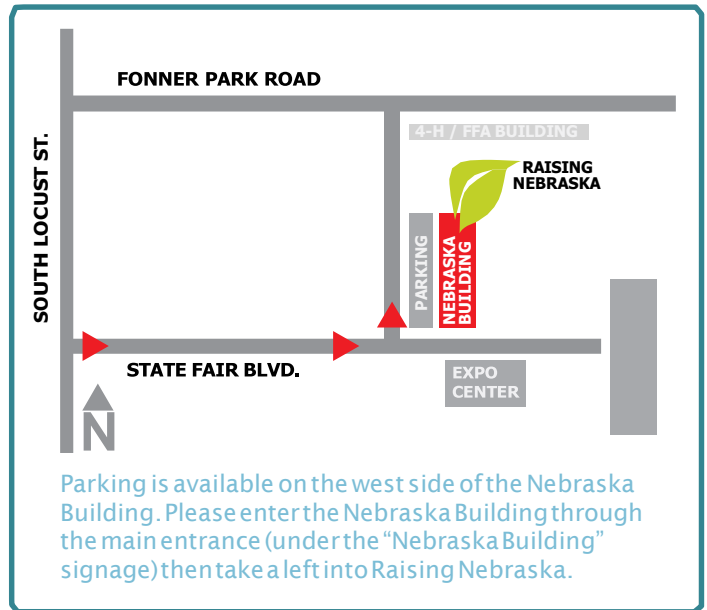 FONNER PARK ROAD
4-H / FFA BUILDING
SOUTH LOCUST ST.
RAISING
NEBRASKA
PARKING
NEBRASKA
BUILDING
STATE FAIR BLVD.
EXPO
CENTER
N
Parking is available on the west side of the Nebraska
Building. Please enter the Nebraska Building through
the main entrance (under the “Nebraska Building”
signage) then take a left into Raising Nebraska.